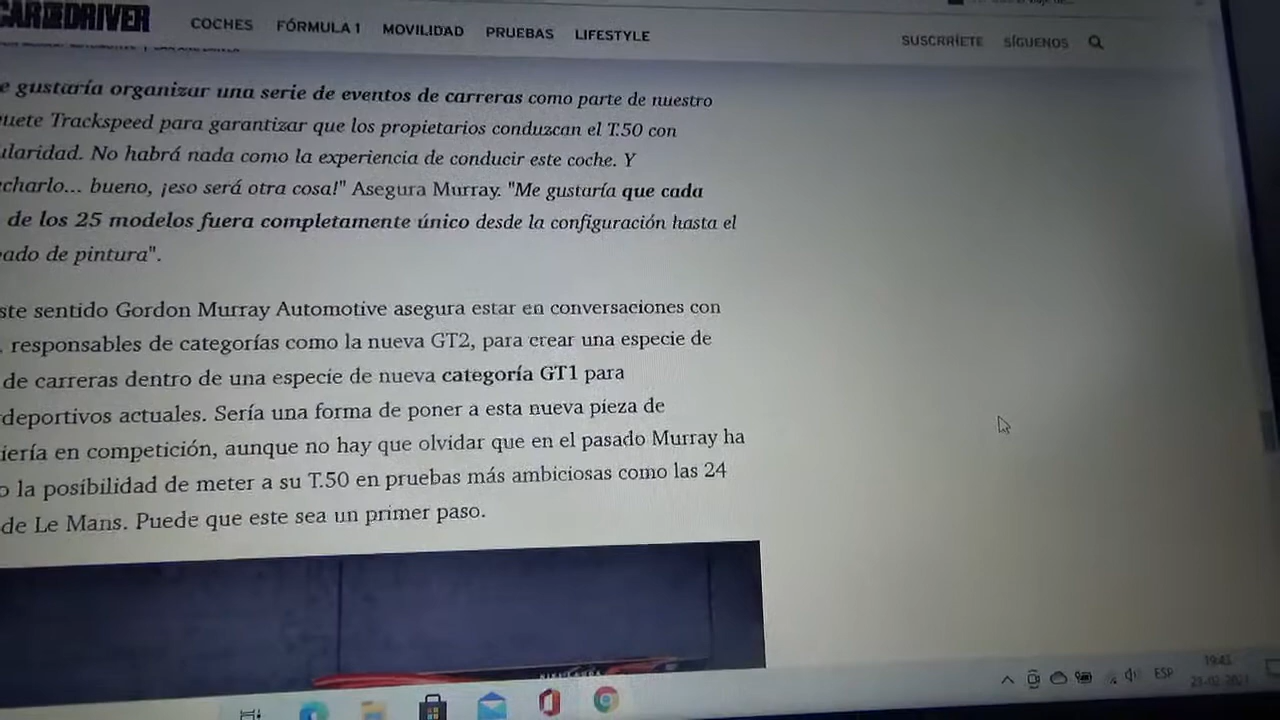 CAR DRIVER
COCHES FÓRMULA 1 MOVILIDAD PRUEBAS LIFESTYLE
SUSCRRÍETE SÍGUENOS
e gustaría organizar una serie de eventos de carreras como parte de nuestro
uete Trackspeed para garantizar que los propietarios conduzcan el T.50 con
ularidad. No habrá nada como la experiencia de conducir este coche. Y
charlo... bueno, ¡eso será otra cosa!" Asegura Murray. "Me gustaría que cada
de los 25 modelos fuera completamente único desde la configuración hasta el
ado de pintura".
ste sentido Gordon Murray Automotive asegura estar en conversaciones con
, responsables de categorías como la nueva GT2, para crear una especie de
de carreras dentro de una especie de nueva categoría GT1 para
deportivos actuales. Sería una forma de poner a esta nueva pieza de
iería en competición, aunque no hay que olvidar que en el pasado Murray ha
o la posibilidad de meter a su T.50 en pruebas más ambiciosas como las 24
de Le Mans. Puede que este sea un primer paso.
ESP